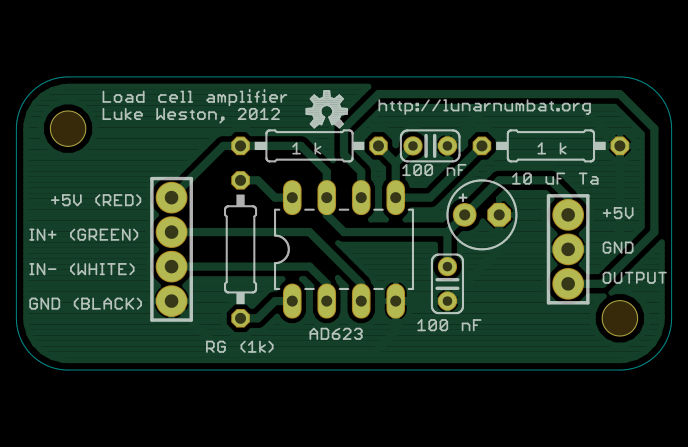 Load cell amplifier
Luke Weston, 2012
http://lunarnumbat.org
1 k
1 k
100 nF
10 uF Ta
+5V (RED)
+
+5V
IN+ (GREEN)
GND
IN- (WHITE)
OUTPUT
GND (BLACK)
100 nF
AD623
RG (1k)